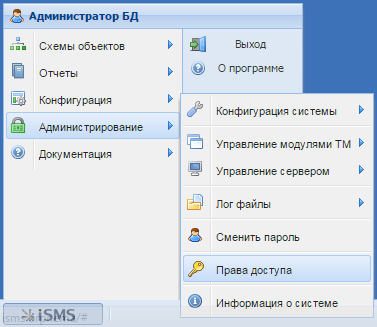 Администратор БД
Схемы объектов
Отчеты
Конфигурация
Администрирование
Документация
Выход
О программе
Конфигурация системы
Управление модулями ТМ
Управление сервером
Лог файлы
Сменить пароль
Права доступа
Информация о системе
iSMS